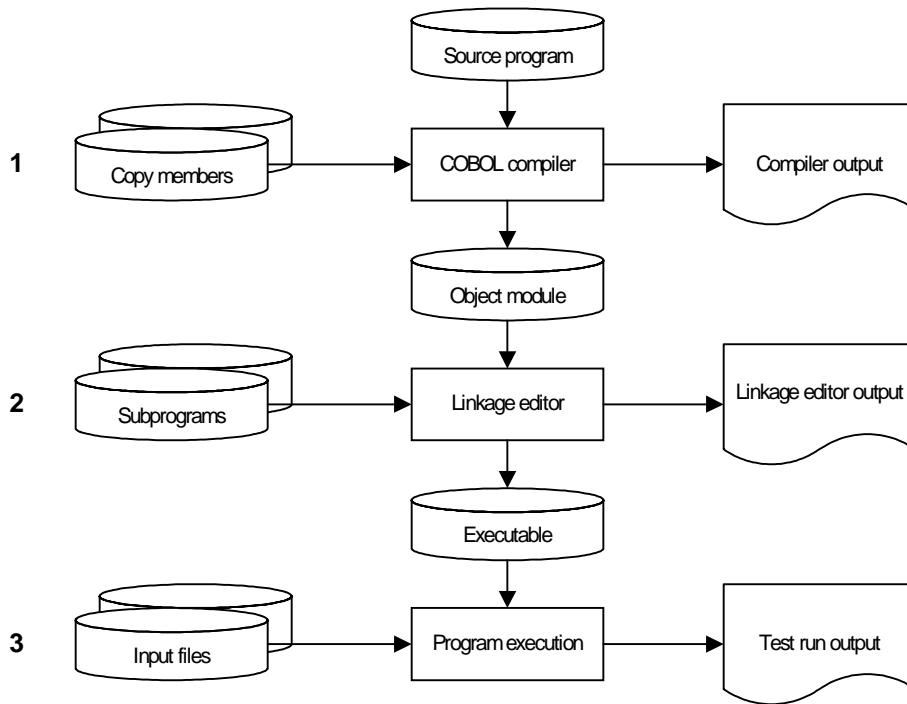 Source program
1
Copy members
COBOL compiler
Compiler output
Object module
2
Subprograms
Linkage editor
Linkage editor output
Executable
3
Input files
Program execution
Test run output